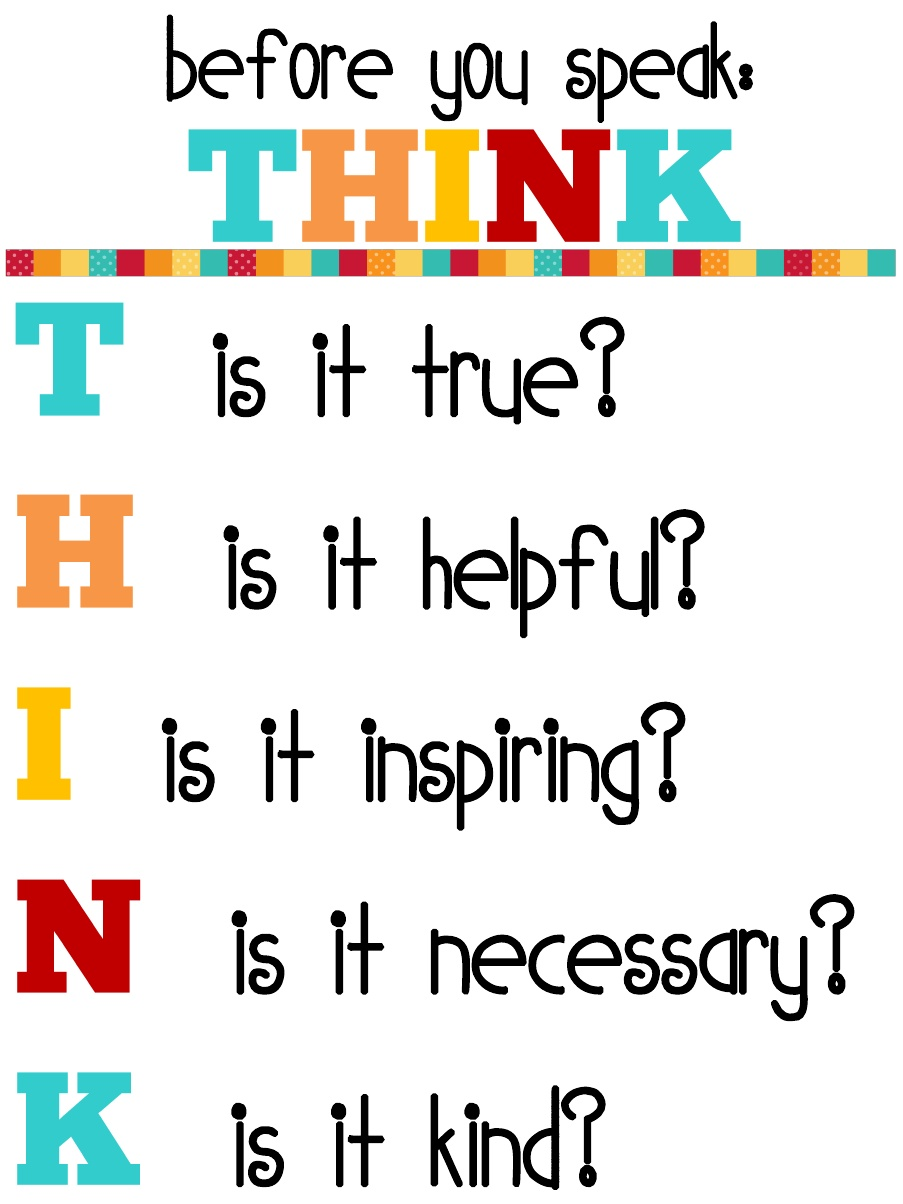 before you speak:
THINK
T is it true?
H is it helpful?
I is it inspiring?
N is it necessary?
K is it kind?